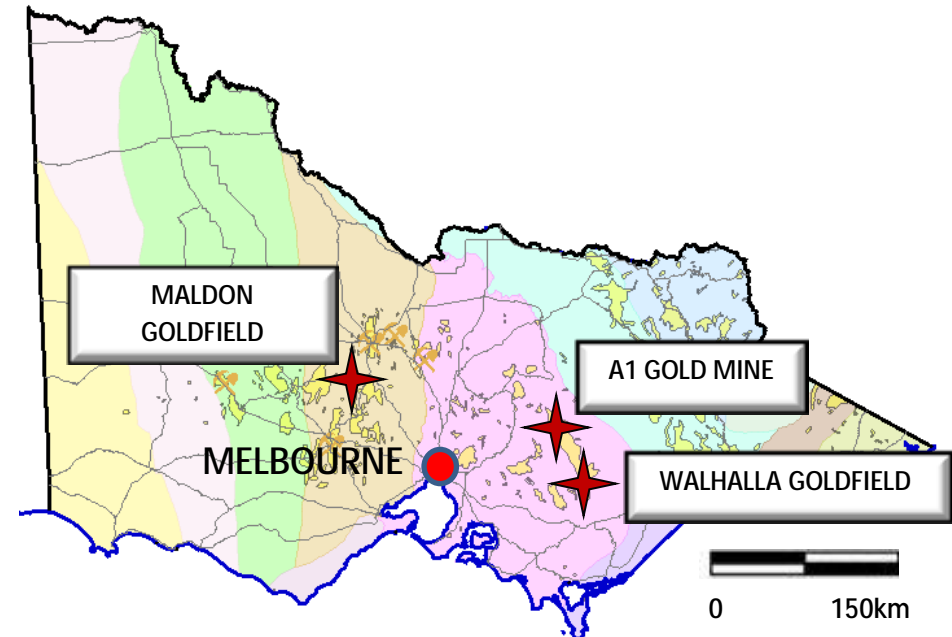 MALDON
GOLDFIELD
A1 GOLD MINE
MELBOURNE
WALHALLA GOLDFIELD
0 150km